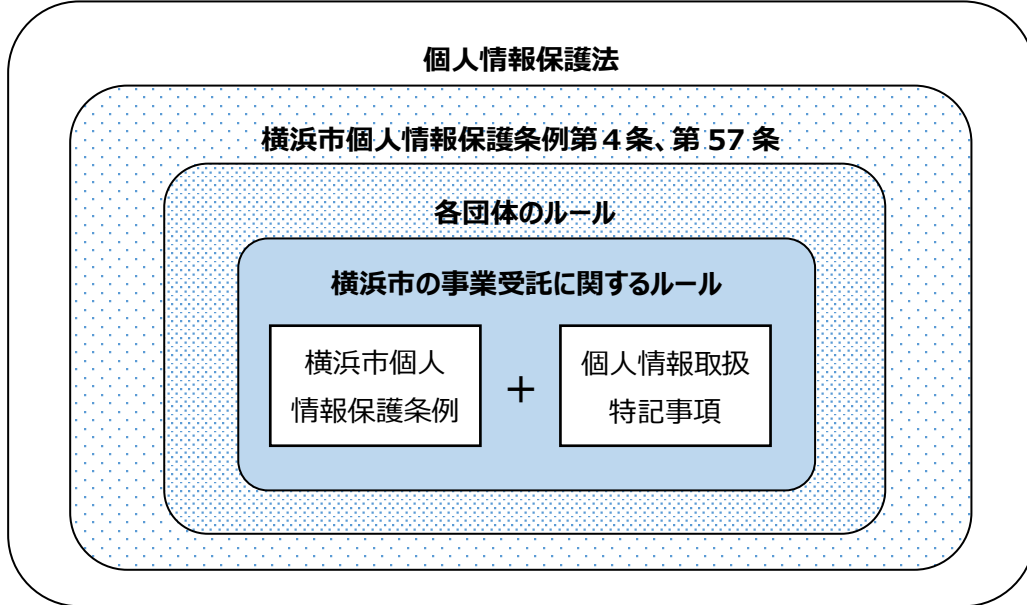 個人情報保護法
横浜市個人情報保護条例第４条、第 57 条
各団体のルール
横浜市の事業受託に関するルール
横浜市個人
情報保護条例
＋
個人情報取扱
特記事項